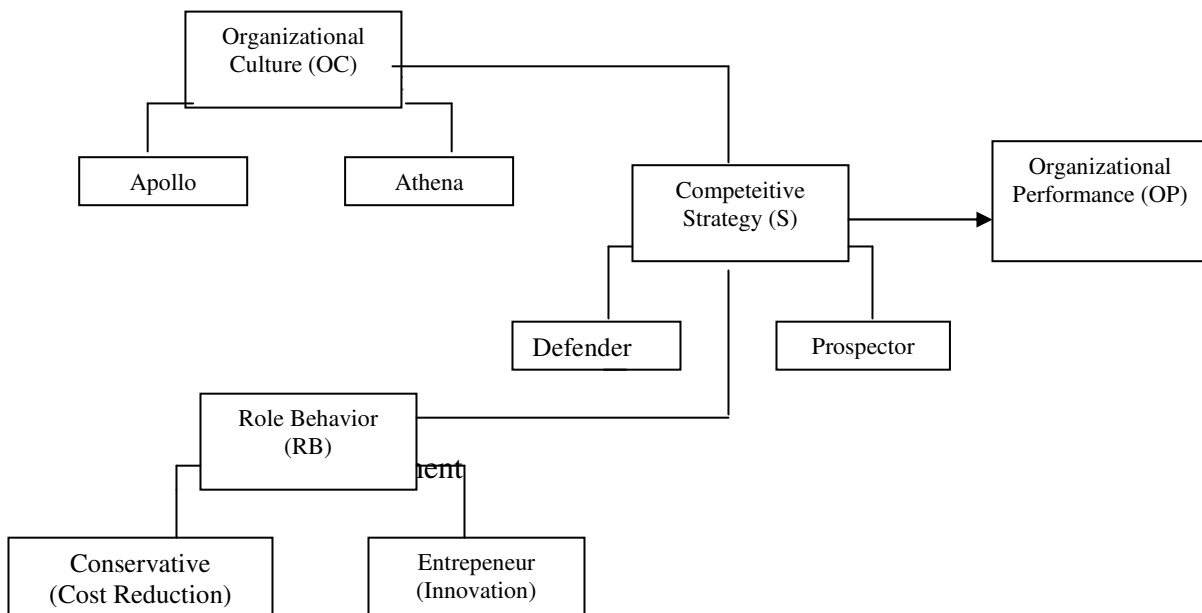 Organizational
Culture (OC)
Apollo
Athena
Competeitive
Strategy (S)
Organizational
Performance (OP)
Defender
Prospector
Role Behavior
(RB)
Conservative
(Cost Reduction)
Entrepeneur
(Innovation)